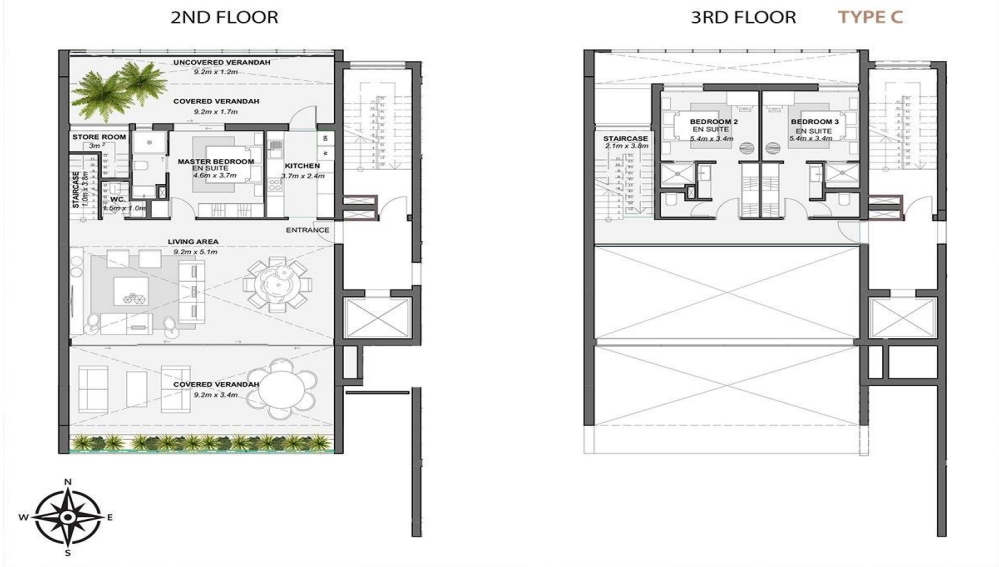 2ND FLOOR
3RD FLOOR
TYPE C
UNCOVERED VERANDAH
9.2m x 1.2m
COVERED VERANDAH
9.2m x 1.7m
STORE ROOM
3m²
MASTER BEDROOM
EN SUITE
4.6m x 3.7m
KITCHEN
3.7m x 2.4m
STAIRCASE
1.0m x 3.8m
WC.
1.5m x 1.0m
ENTRANCE
LIVING AREA
9.2m x 5.1m
COVERED VERANDAH
9.2m x 3.4m
STAIRCASE
2.1m x 3.8m
BEDROOM 2
EN SUITE
5.4m x 3.4m
BEDROOM 3
EN SUITE
5.4m x 3.4m
N
W
E
S